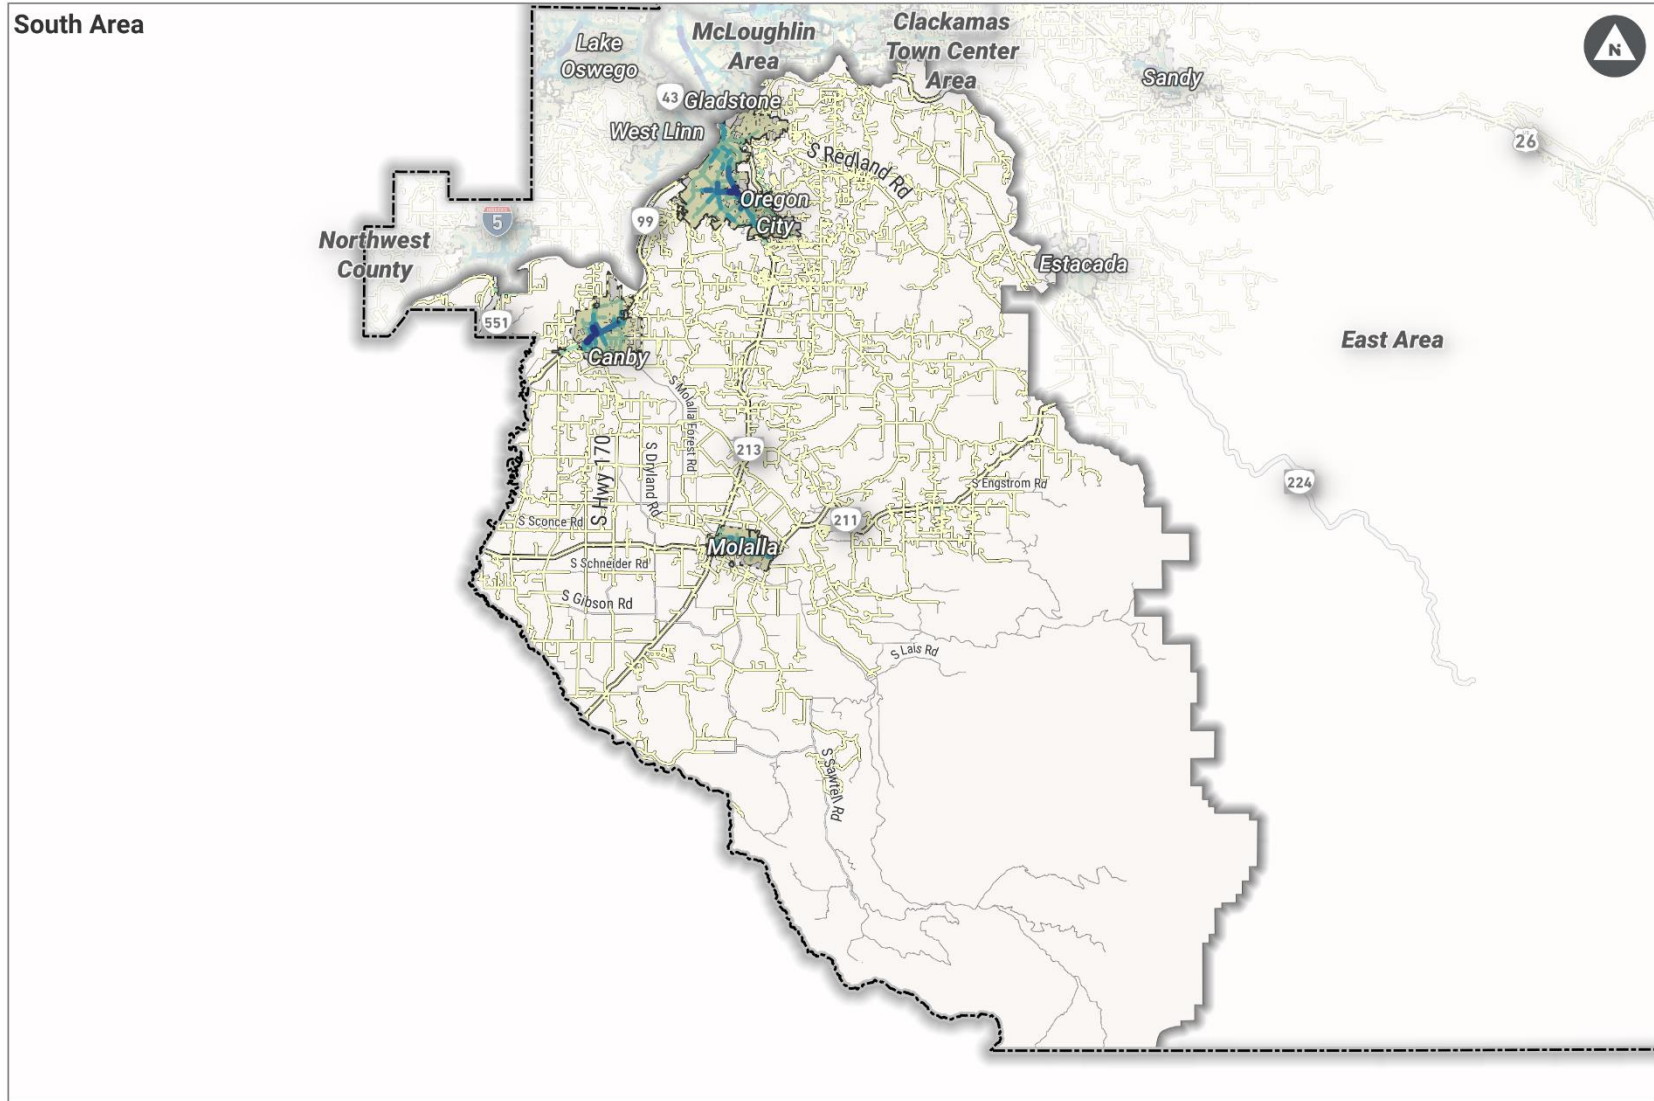 South Area
Lake
Oswego
McLoughlin
Area
Clackamas
Town Center
Area
N
Sandy
43
Gladstone
West Linn
26
S Redland Rd
Oregon
City
99
INTERSTATE
5
Northwest
County
Estacada
551
Canby
East Area
S Molalla Forest Rd
213
S Hwy 170
S Dryland Rd
224
S Engstrom Rd
211
S Sconce Rd
Molalla
S Schneider Rd
S Gibson Rd
S Lais Rd
S Sawtell Rd